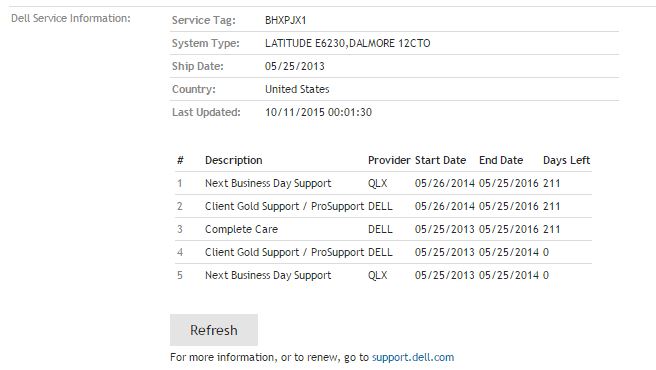 Dell Service Information:
Service Tag: BHXPJX1
System Type: LATITUDE E6230,DALMORE 12CTO
Ship Date: 05/25/2013
Country: United States
Last Updated: 10/11/2015 00:01:30
# Description Provider Start Date End Date Days Left
1 Next Business Day Support QLX 05/26/2014 05/25/2016 211
2 Client Gold Support / ProSupport DELL 05/26/2014 05/25/2016 211
3 Complete Care DELL 05/25/2013 05/25/2016 211
4 Client Gold Support / ProSupport DELL 05/25/2013 05/25/2014 0
5 Next Business Day Support QLX 05/25/2013 05/25/2014 0
Refresh
For more information, or to renew, go to support.dell.com